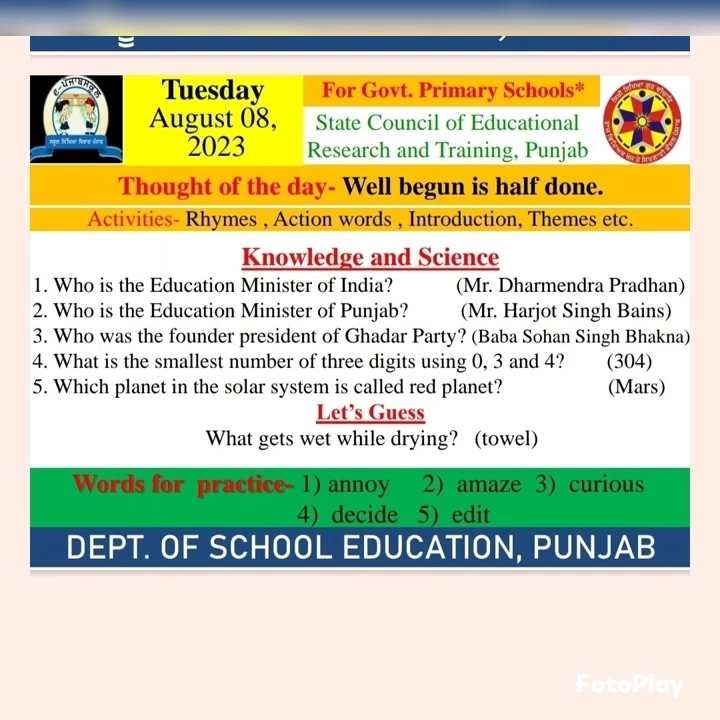 Tuesday
August 08,
2023
For Govt. Primary Schools*
State Council of Educational
Research and Training, Punjab
Thought of the day- Well begun is half done.
Activities- Rhymes , Action words , Introduction, Themes etc.
Knowledge and Science
1. Who is the Education Minister of India? (Mr. Dharmendra Pradhan)
2. Who is the Education Minister of Punjab? (Mr. Harjot Singh Bains)
3. Who was the founder president of Ghadar Party? (Baba Sohan Singh Bhakna)
4. What is the smallest number of three digits using 0, 3 and 4? (304)
5. Which planet in the solar system is called red planet? (Mars)
Let's Guess
What gets wet while drying? (towel)
Words for practice- 1) annoy 2) amaze 3) curious
4) decide 5) edit
DEPT. OF SCHOOL EDUCATION, PUNJAB
FotoPlay